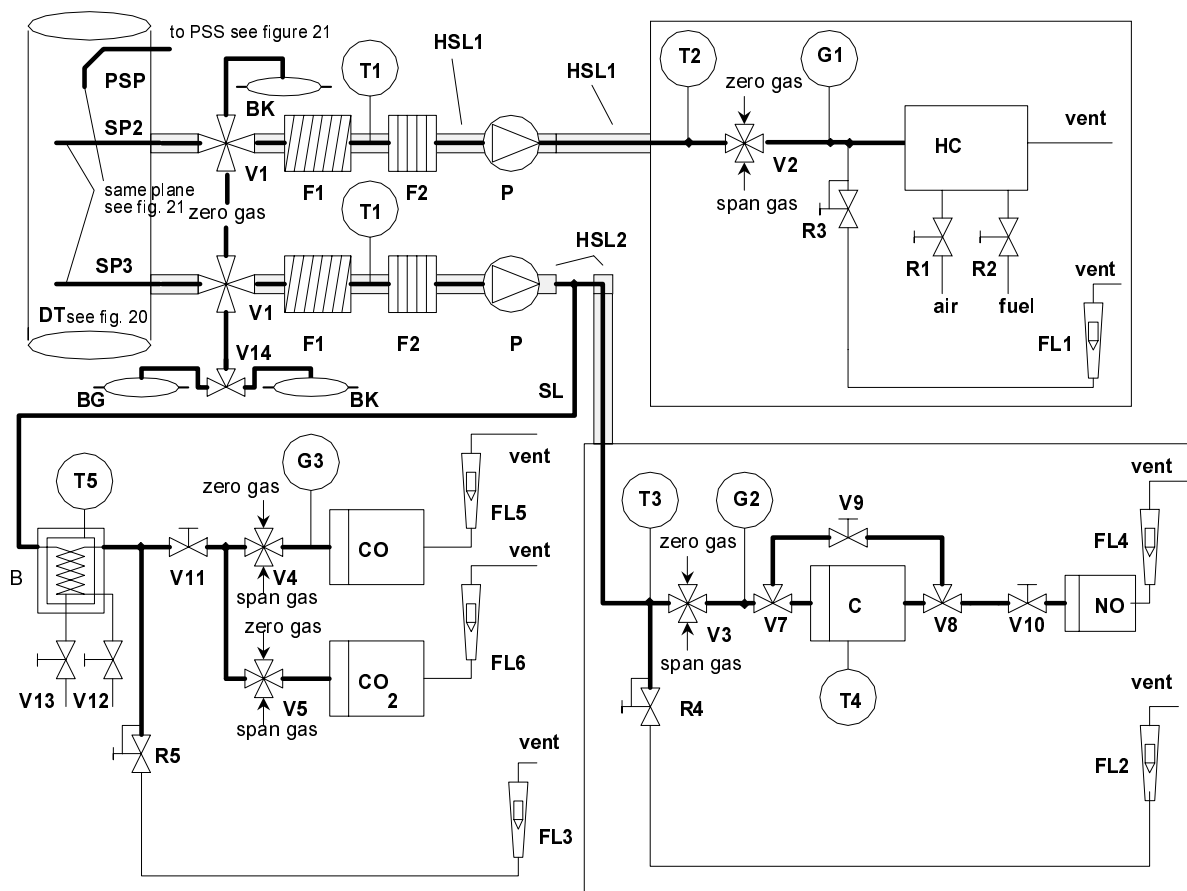 to PSS see figure 21
PSP
BK
T1
HSL1
HSL1
T2
zero gas
G1
SP2
V1
F1
F2
P
V2
span gas
HC
vent
same plane
see fig. 21
zero gas
T1
HSL2
R3
R1
R2
air
fuel
vent
FL1
SP3
DT see fig. 20
V1
F1
F2
P
V14
BG
BK
SL
T5
zero gas
G3
vent
FL5
B
V11
V4
span gas
CO
vent
zero gas
FL6
V13
V12
V5
span gas
CO2
R5
vent
FL3
T3
zero gas
G2
V9
vent
FL4
V3
span gas
V7
C
V8
V10
NO
R4
T4
vent
FL2